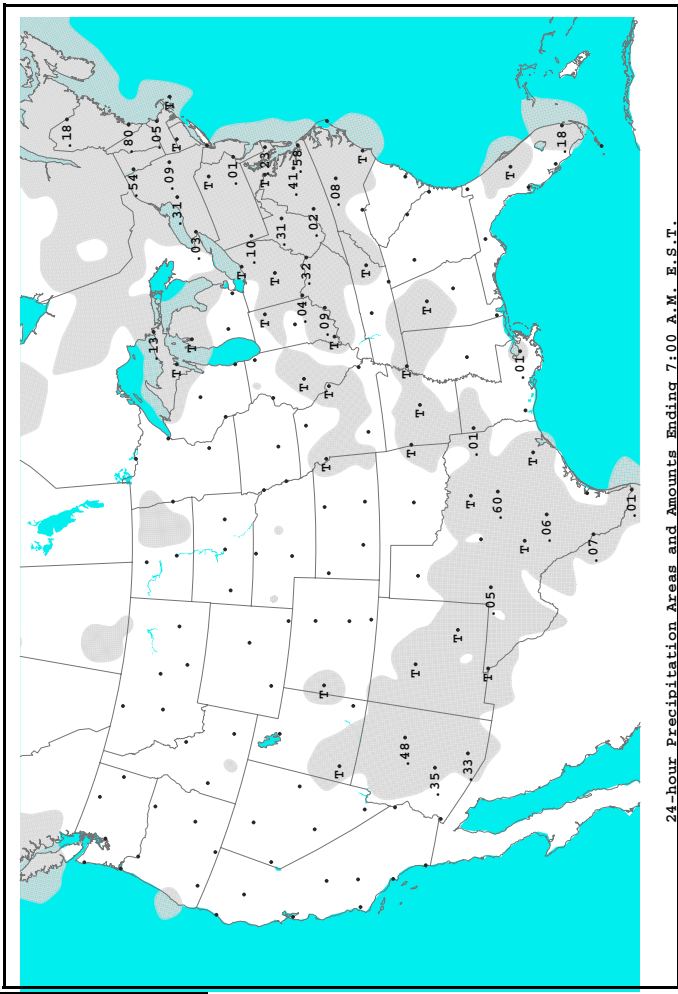 .18
.80
.54
.13
.05
.09
T
T
T
.31
T
.03
T
.01
T
.10
T
T
.23
T
.31
.41
.58
.04
T
.32
.02
T
.09
T
T
T
.08
T
T
T
.48
T
T
T
T
T
.35
T
.33
T
.01
T
.05
.60
T
.01
T
T
.06
.18
.07
.01
24-hour Precipitation Areas and Amounts Ending 7:00 A.M. E.S.T.